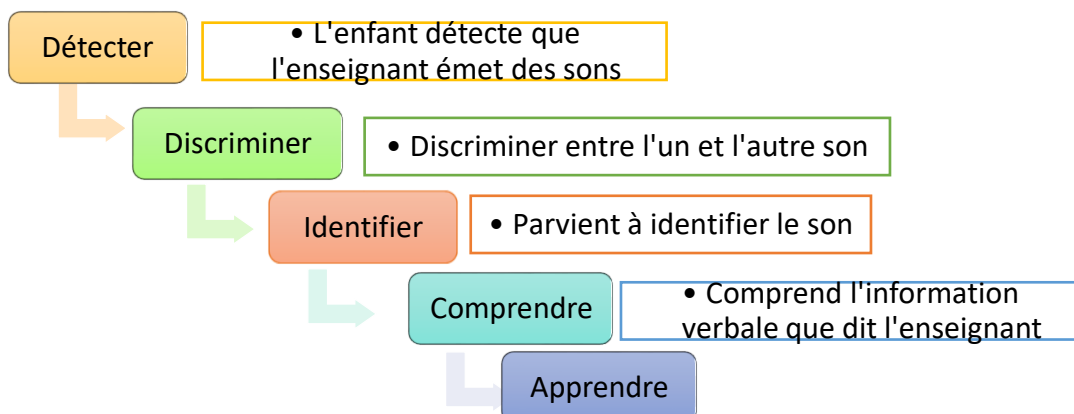 Détecter
• L'enfant détecte que
l'enseignant émet des sons
Discriminer
• Discriminer entre l'un et l'autre son
Identifier
• Parvient à identifier le son
Comprendre
• Comprend l'information
verbale que dit l'enseignant
Apprendre